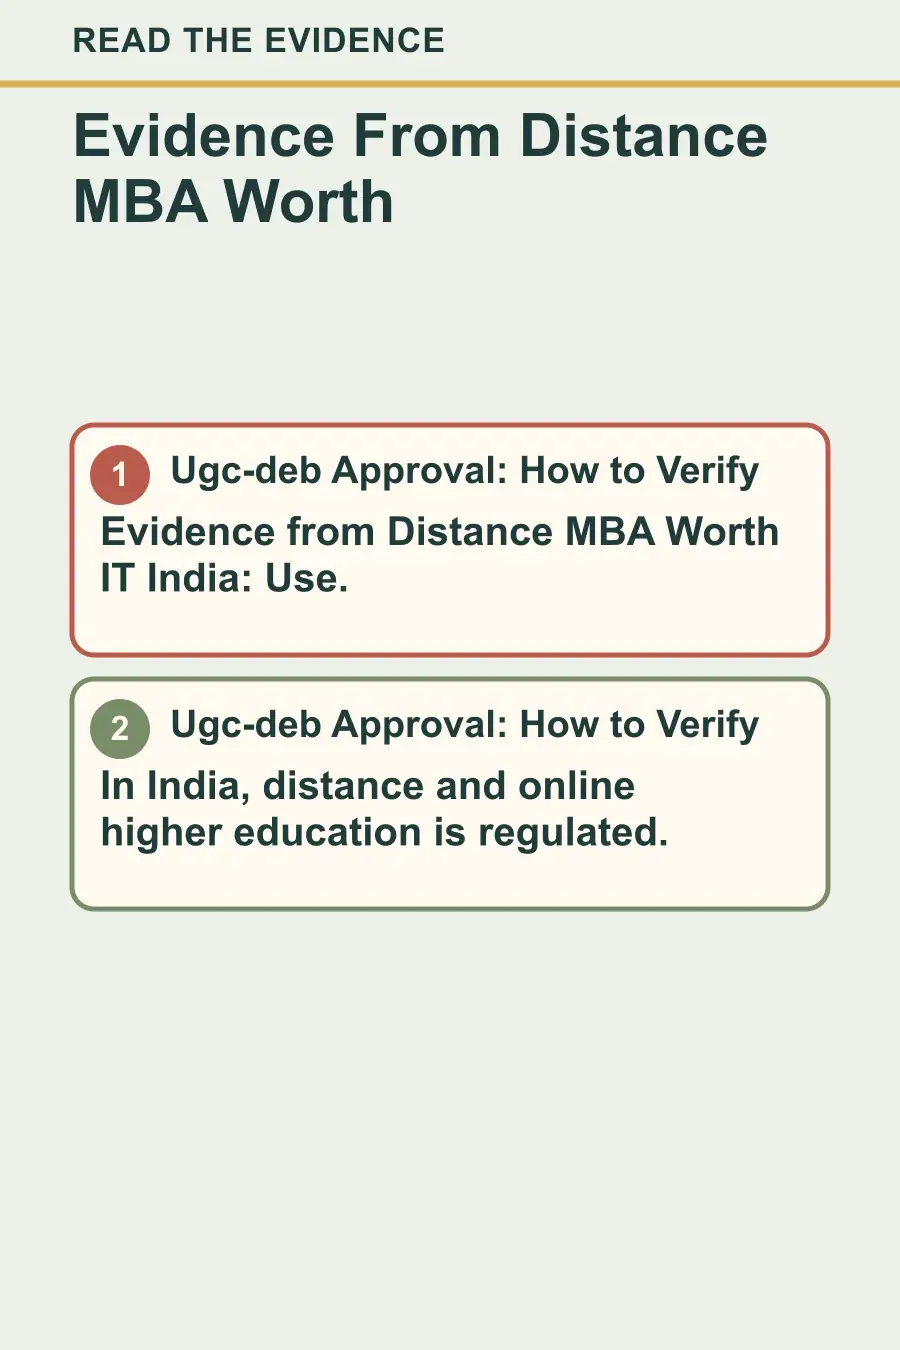 READ THE EVIDENCE
Evidence From Distance
MBA Worth
1 Ugc-deb Approval: How to Verify
Evidence from Distance MBA Worth
IT India: Use.
2 Ugc-deb Approval: How to Verify
In India, distance and online
higher education is regulated.